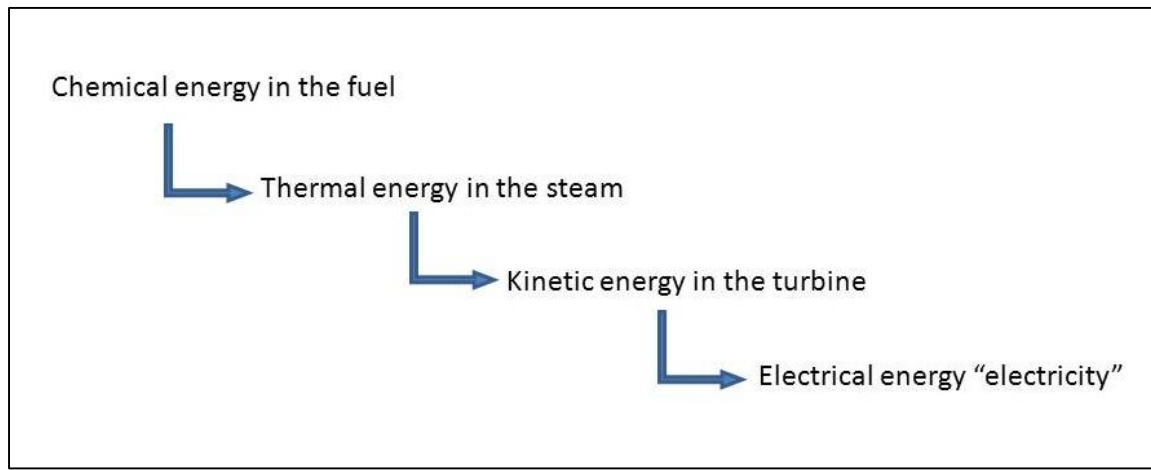 Chemical energy in the fuel
Thermal energy in the steam
Kinetic energy in the turbine
Electrical energy “electricity”